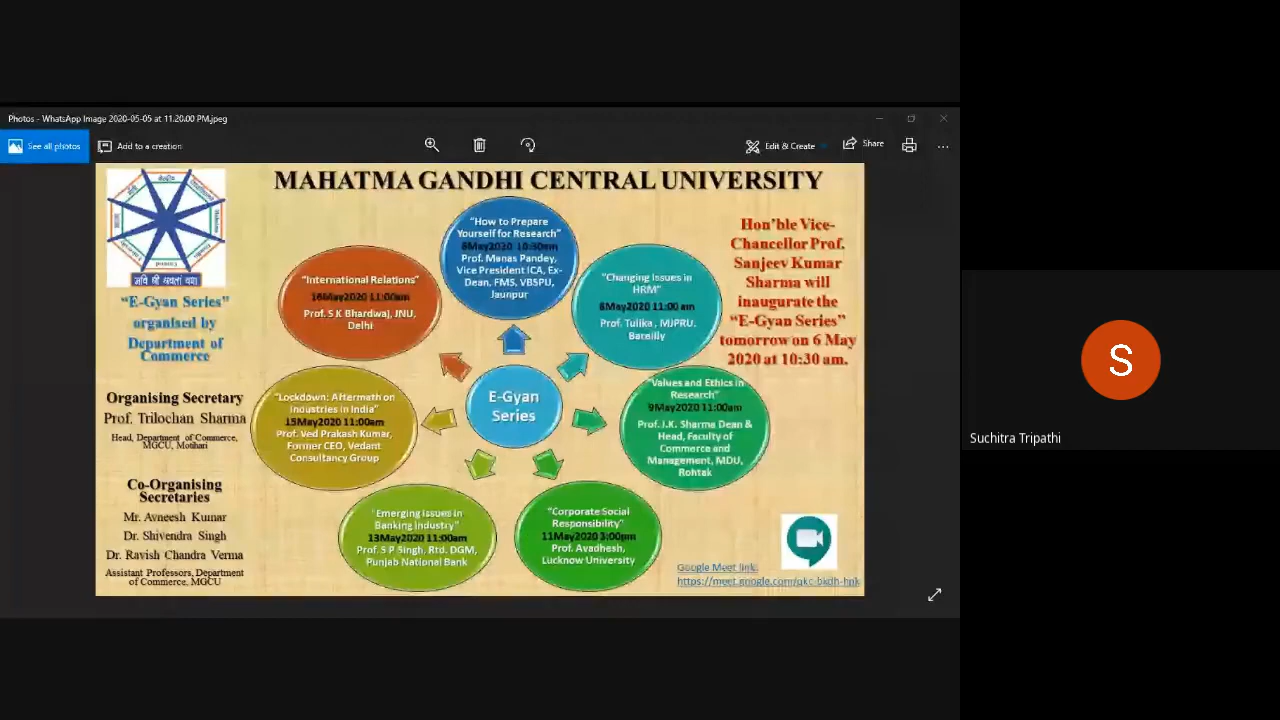 Photos - WhatsApp Image 2020-05-05 at 11.20.00 PM.jpeg
See all photos
Add to a creation
Edit & Create
Share
MAHATMA GANDHI CENTRAL UNIVERSITY
"E-Gyan Series"
organised by
Department of
Commerce
Organising Secretary
Prof. Trilochan Sharma
Head, Department of Commerce,
MGCU, Motihari
Co-Organising
Secretaries
Mr. Avneesh Kumar
Dr. Shivendra Singh
Dr. Ravish Chandra Verma
Assistant Professors, Department
of Commerce, MGCU
"How to Prepare
Yourself for Research"
6May2020 10:30am
Prof. Manas Pandey,
Vice President ICA, Ex-
Dean, FMS, VBSPU,
Jaunpur
"Changing Issues in
HRM"
8May2020 11:00 am
Prof. Tulika, MJPRU,
Bareilly
"Values and Ethics in
Research"
9May2020 11:00am
Prof. J.K. Sharma Dean &
Head, Faculty of
Commerce and
Management, MDU,
Rohtak
"Corporate Social
Responsibility"
11May2020 3:00pm
Prof. Avadhesh,
Lucknow University
"Emerging Issues in
Banking Industry"
13May2020 11:00am
Prof. S P Singh, Rtd. DGM,
Punjab National Bank
"Lockdown: Aftermath on
Industries in India"
15May2020 11:00am
Prof. Ved Prakash Kumar,
Former CEO, Vedant
Consultancy Group
"International Relations"
16May2020 11:00am
Prof. S K Bhardwaj, JNU,
Delhi
E-Gyan
Series
Hon'ble Vice-
Chancellor Prof.
Sanjeev Kumar
Sharma will
inaugurate the
"E-Gyan Series"
tomorrow on 6 May
2020 at 10:30 am.
Google Meet link:
S
Suchitra Tripathi